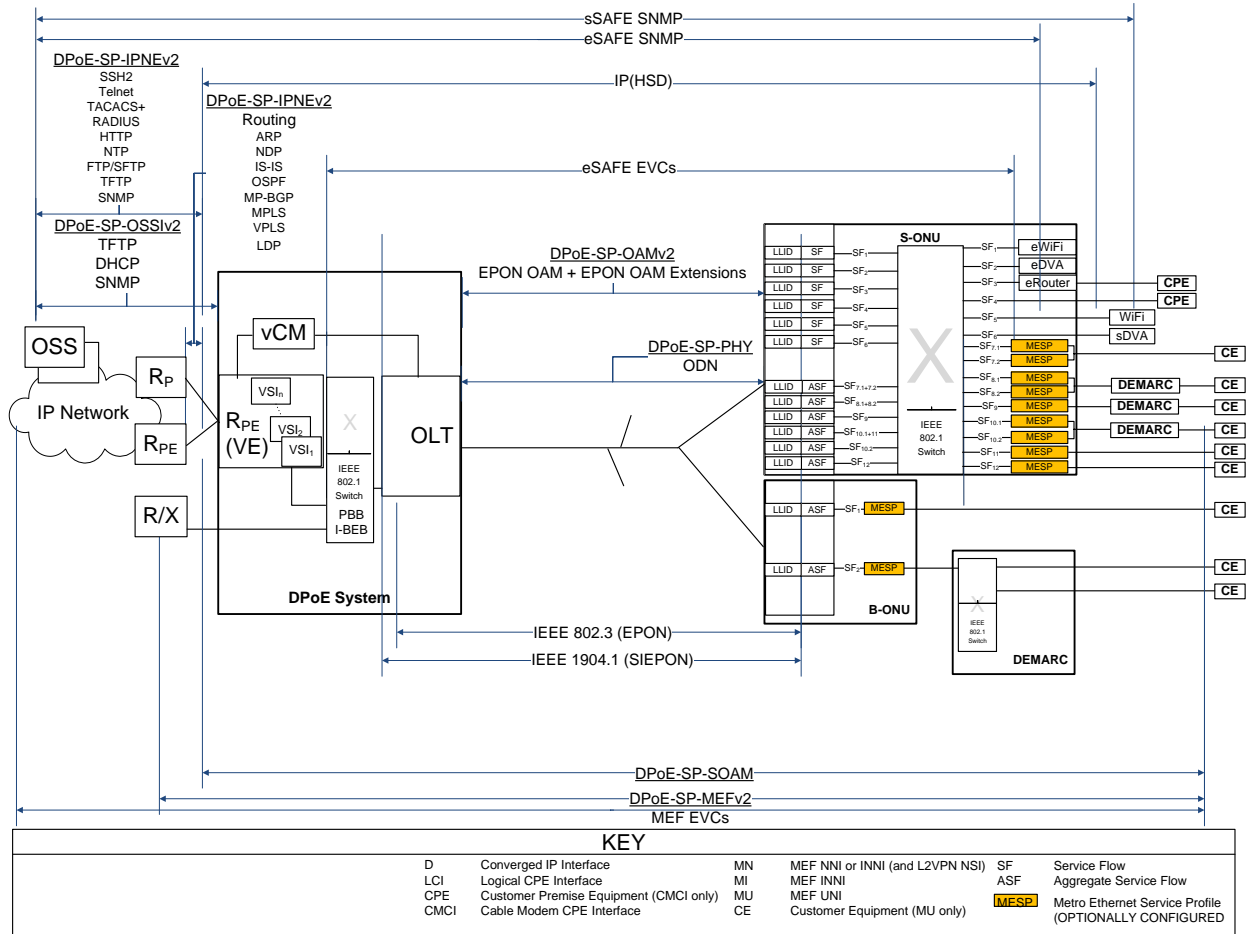 sSAFE SNMP
eSAFE SNMP
DPoE-SP-IPNEv2
SSH2
Telnet
TACACS+
RADIUS
HTTP
NTP
FTP/SFTP
TFTP
SNMP
DPoE-SP-OSSIv2
TFTP
DHCP
SNMP
IP(HSD)
DPoE-SP-IPNEv2
Routing
ARP
NDP
IS-IS
OSPF
MP-BGP
MPLS
VPLS
LDP
eSAFE EVCs
DPoE-SP-OAMv2
EPON OAM + EPON OAM Extensions
DPoE-SP-PHY
ODN
OSS
IP Network
RP
RPE
R/X
vCM
RPE
(VE)
VSIn
VSI2
VSI1
X
IEEE
802.1
Switch
PBB
I-BEB
OLT
DPoE System
S-ONU
LLID SF SF1
LLID SF SF2
LLID SF SF3
LLID SF SF4
LLID SF SF5
LLID SF SF6
LLID ASF SF7.1+7.2
LLID ASF SF8.1+8.2
LLID ASF SF9
LLID ASF SF10.1+11
LLID ASF SF10.2
LLID ASF SF12
X
IEEE
802.1
Switch
SF1 eWiFi
SF2 eDVA
SF3 eRouter CPE
SF4 CPE
SF5 WiFi
SF6 sDVA
SF7.1 MESP
SF7.2 MESP
CE
SF8.1 MESP
SF8.2 MESP
DEMARC CE
SF9 MESP DEMARC CE
SF10.1 MESP
SF10.2 MESP
DEMARC CE
SF11 MESP CE
SF12 MESP CE
LLID ASF SF1 MESP CE
LLID ASF SF2 MESP
B-ONU
CE
CE
X
IEEE
802.1
Switch
DEMARC
IEEE 802.3 (EPON)
IEEE 1904.1 (SIEPON)
DPoE-SP-SOAM
DPoE-SP-MEFv2
MEF EVCs
KEY
D Converged IP Interface
LCI Logical CPE Interface
CPE Customer Premise Equipment (CMCI only)
CMCI Cable Modem CPE Interface
MN MEF NNI or INNI (and L2VPN NSI)
MI MEF INNI
MU MEF UNI
CE Customer Equipment (MU only)
SF Service Flow
ASF Aggregate Service Flow
MESP Metro Ethernet Service Profile
(OPTIONALLY CONFIGURED